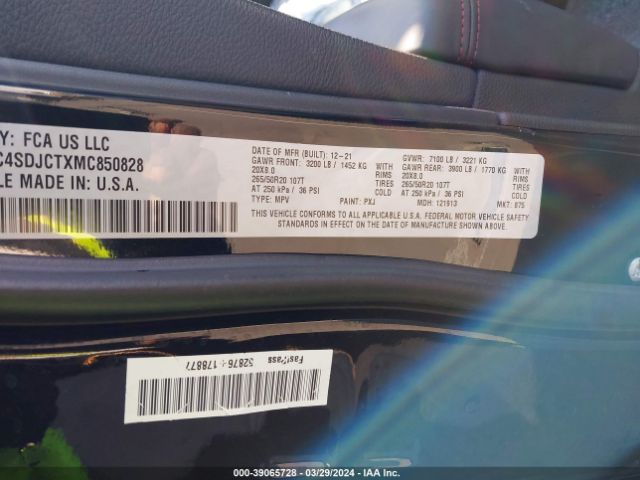 Y: FCA US LLC
C4SDJCTXMC850828
LE MADE IN: U.S.A.
DATE OF MFR (BUILT): 12-21 GVWR: 7100 LB / 3221 KG
GAWR FRONT: 3200 LB / 1452 KG WITH GAWR REAR: 3900 LB / 1770 KG WITH
20X8.0 RIMS 20X8.0 RIMS
265/50R20 107T TIRES 265/50R20 107T TIRES
AT 250 kPa / 36 PSI COLD AT 250 kPa / 36 PSI COLD
TYPE: MPV PAINT: PXJ MDH: 121913 MKT: 875
THIS VEHICLE CONFORMS TO ALL APPLICABLE U.S.A. FEDERAL MOTOR VEHICLE SAFETY
STANDARDS IN EFFECT ON THE DATE OF MANUFACTURE SHOWN ABOVE.
FastPass
000-39065728 - 03/29/2024 - IAA Inc.